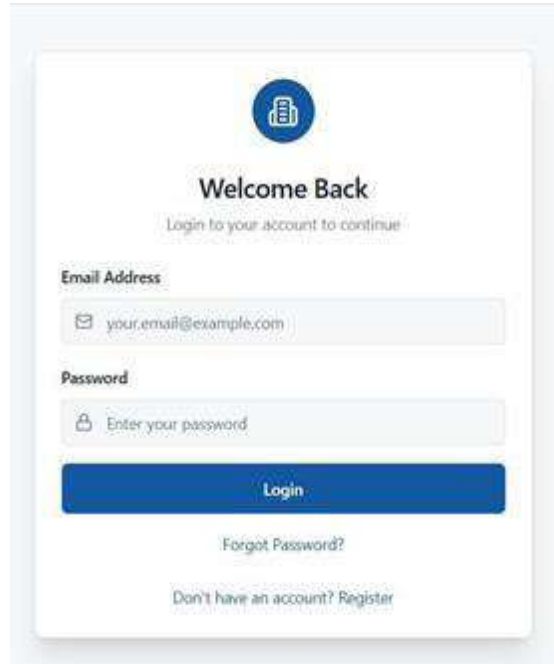 Welcome Back
Login to your account to continue
Email Address
your.email@example.com
Password
Enter your password
Login
Forgot Password?
Don't have an account? Register